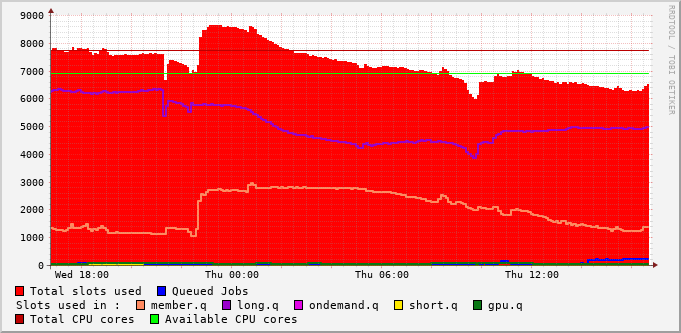 9000
8000
7000
6000
5000
4000
3000
2000
1000
0
Wed 18:00 Thu 00:00 Thu 06:00 Thu 12:00
RRDTOOL / TOBI OETIKER
Total slots used Queued Jobs
Slots used in : member.q long.q ondemand.q short.q gpu.q
Total CPU cores Available CPU cores